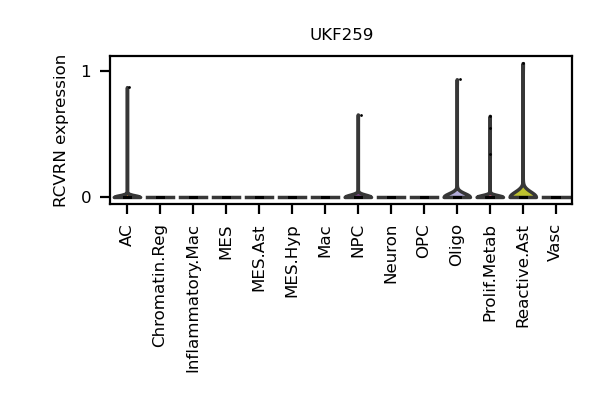 UKF259
RCVRN expression
1
0
AC
Chromatin.Reg
Inflammatory.Mac
MES
MES.Ast
MES.Hyp
Mac
NPC
Neuron
OPC
Oligo
Prolif.Metab
Reactive.Ast
Vasc